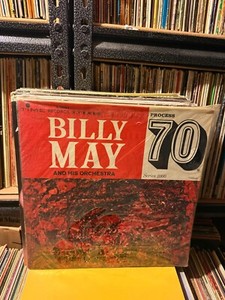 BILLY
MAY
AND HIS ORCHESTRA
PROCESS
70